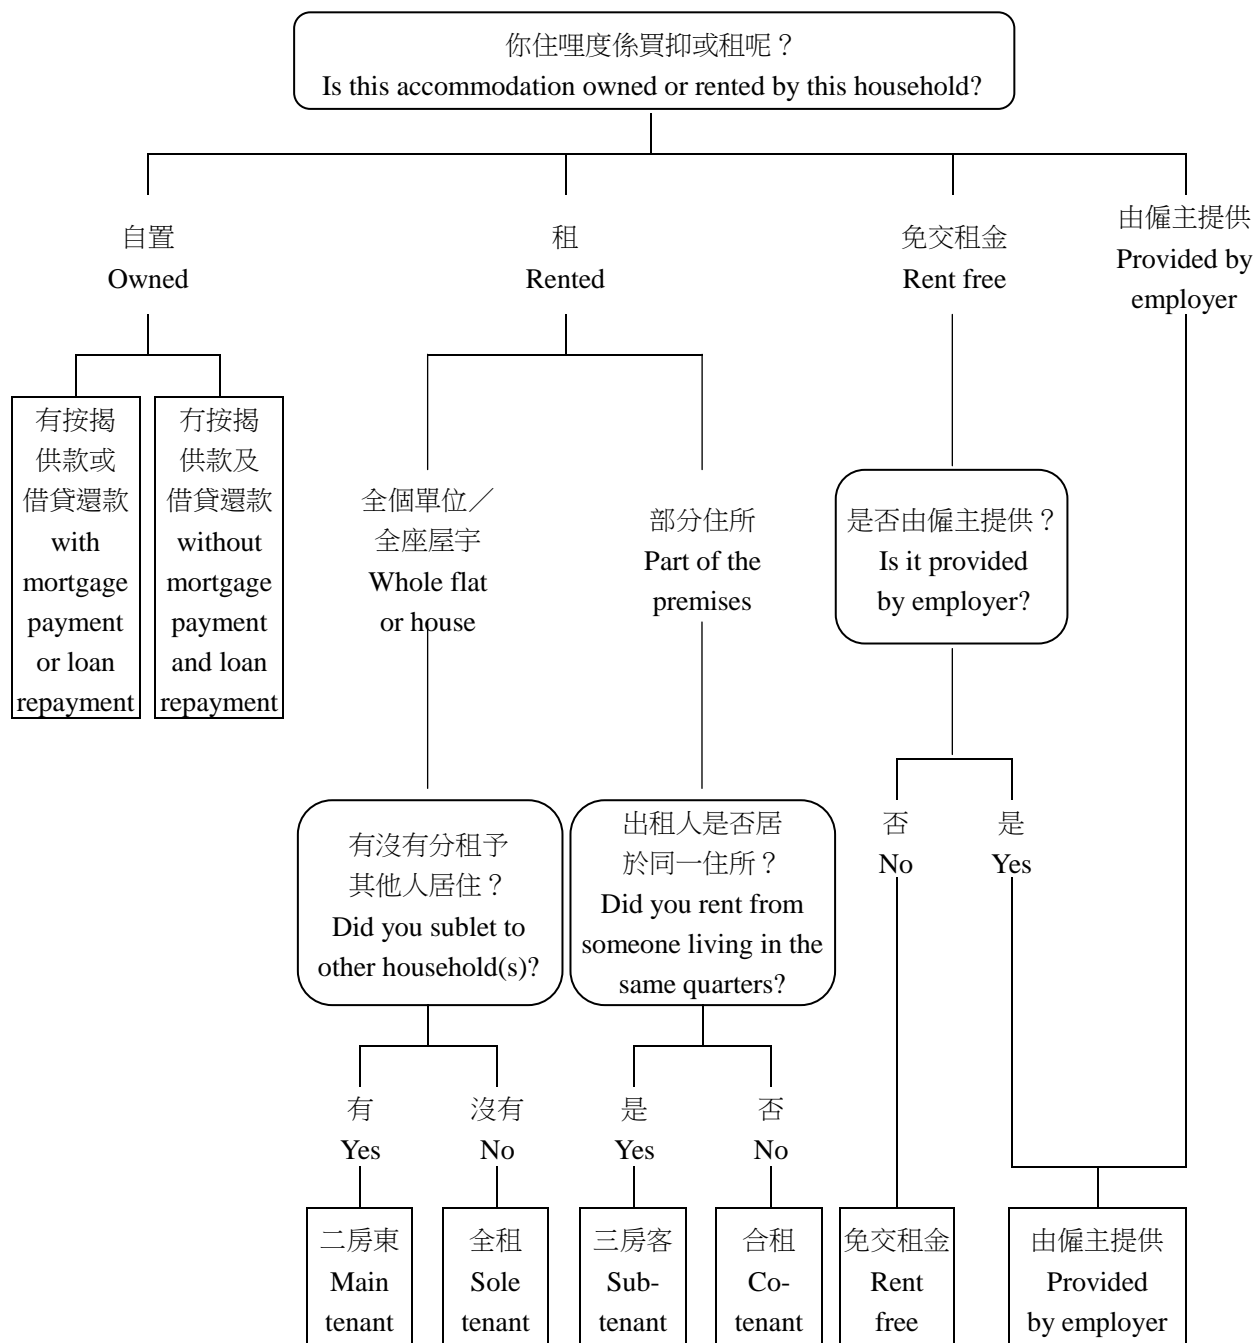 你住哩度係買抑或租呢？
Is this accommodation owned or rented by this household?
自置
Owned
租
Rented
免交租金
Rent free
由僱主提供
Provided by
employer
有按揭
供款或
借貸還款
with
mortgage
payment
or loan
repayment
冇按揭
供款及
借貸還款
without
mortgage
payment
and loan
repayment
全個單位／
全座屋宇
Whole flat
or house
部分住所
Part of the
premises
是否由僱主提供？
Is it provided
by employer?
有沒有分租予
其他人居住？
Did you sublet to
other household(s)?
出租人是否居
於同一住所？
Did you rent from
someone living in the
same quarters?
否
No
是
Yes
有
Yes
沒有
No
是
Yes
否
No
二房東
Main
tenant
全租
Sole
tenant
三房客
Sub-
tenant
合租
Co-
tenant
免交租金
Rent
free
由僱主提供
Provided
by employer